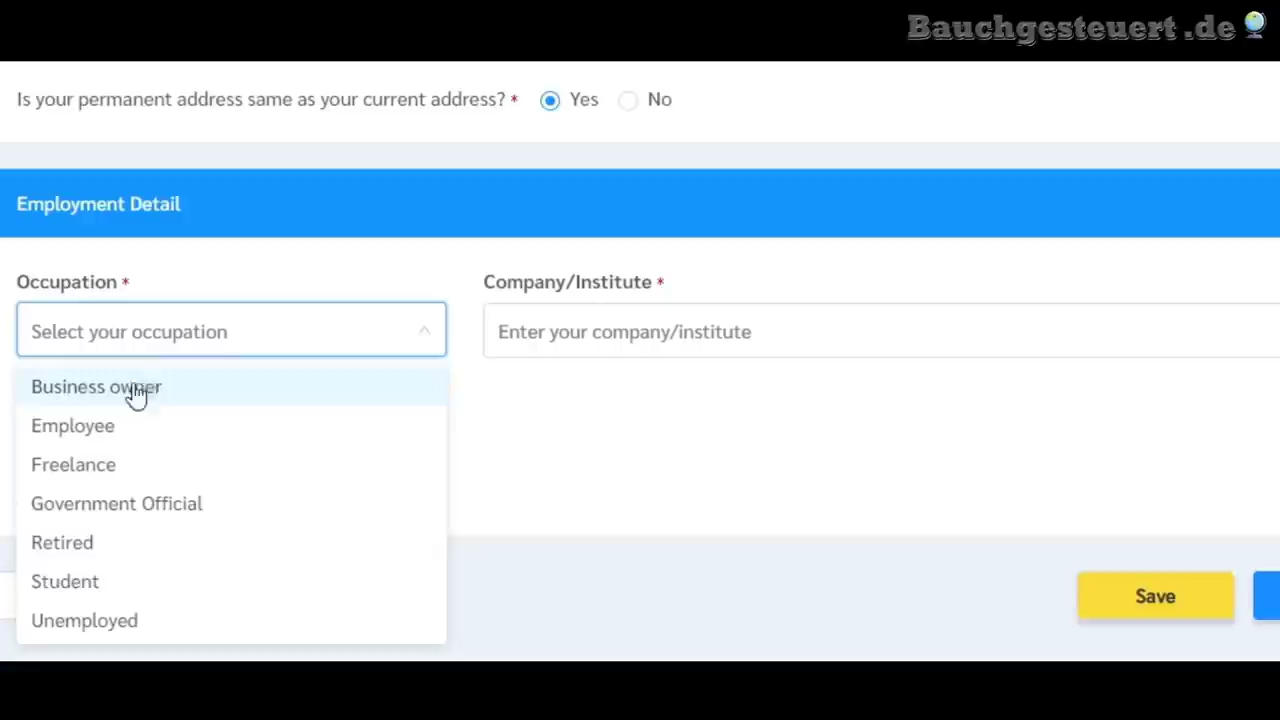 Bauchgesteuert.de
Is your permanent address same as your current address? * Yes No
Employment Detail
Occupation * Company/Institute *
Select your occupation Enter your company/institute
Business owner
Employee
Freelance
Government Official
Retired
Student
Save
Unemployed